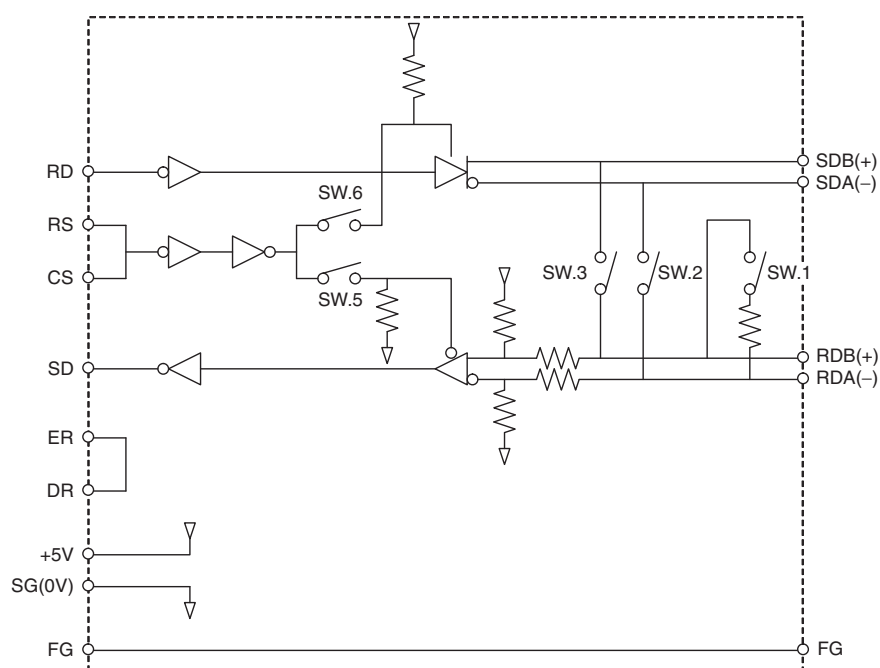 RD
RS
CS
SD
ER
DR
+5V
SG(0V)
FG
SW.6
SW.5
SW.3
SW.2
SW.1
SDB(+)
SDA(−)
RDB(+)
RDA(−)
FG